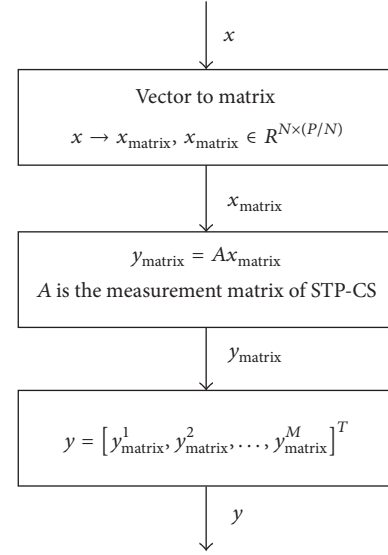 x
Vector to matrix
x → x_matrix, x_matrix ∈ R^{N×(P/N)}
x_matrix
y_matrix = Ax_matrix
A is the measurement matrix of STP-CS
y_matrix
y = [y^1_matrix, y^2_matrix, . . . , y^M_matrix]^T
y